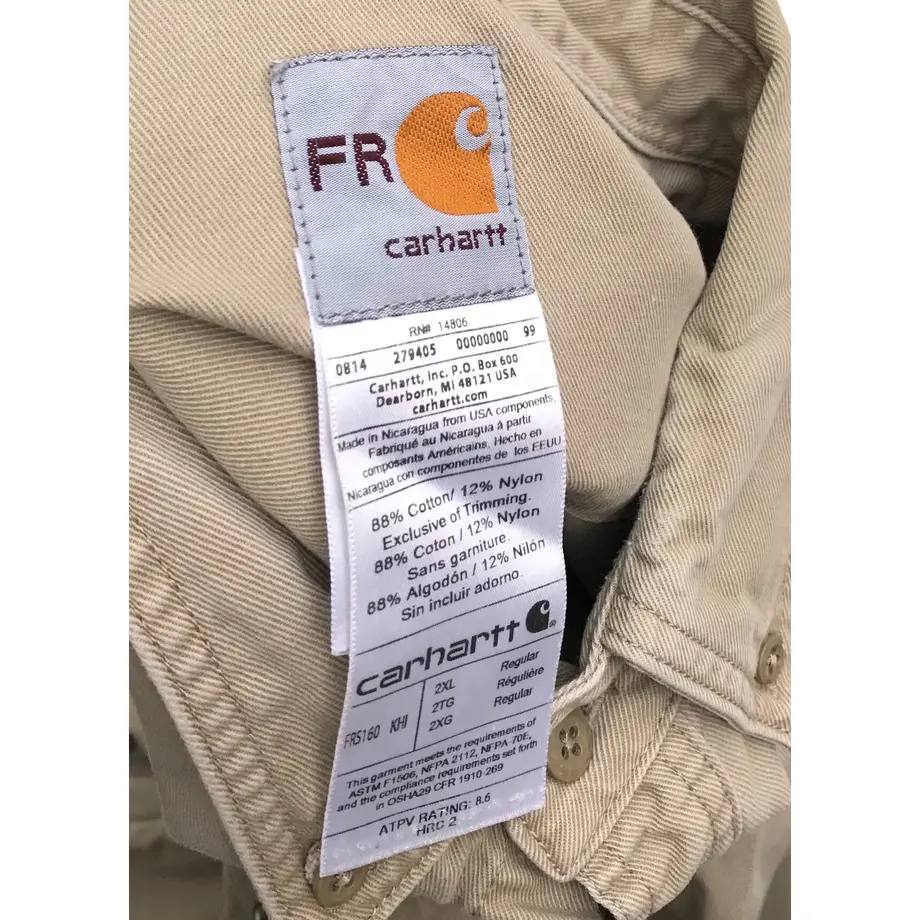 FR
carhartt
RN# 14806
0814 279405 00000000 99
Carhartt, Inc. P.O. Box 600
Dearborn, MI 48121 USA
carhartt.com
Made in Nicaragua from USA components,
Fabriqué au Nicaragua à partir
composants Américains, Hecho en
Nicaragua con componentes de los EEUU
88% Cotton/ 12% Nylon
Exclusive of Trimming.
88% Coton / 12% Nylon
Sans garniture.
88% Algodón / 12% Nilón
Sin incluir adorno.
carhartt ®
FRS160 KHI
2XL Regular
2TG Régulière
2XG Regular
This garment meets the requirements of
ASTM F1506, NFPA 2112, NFPA-70E,
and the compliance requirements set forth
in OSHA29 CFR 1910-269
ATPV RATING: 8.6
HRC 2